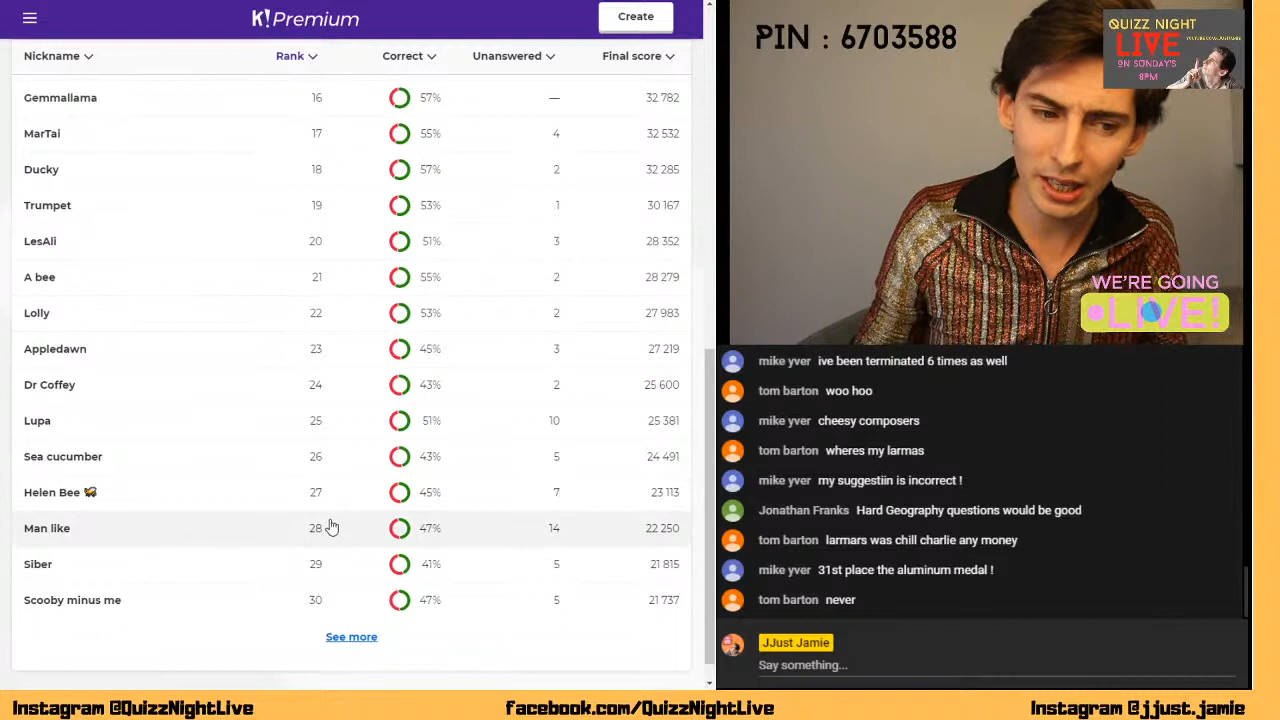 K! Premium
Create
Nickname Rank Correct Unanswered Final score
Gemmallama 16 57% — 32 782
MarTai 17 55% 4 32 532
Ducky 18 57% 2 32 285
Trumpet 19 53% 1 30 167
LesAli 20 51% 3 28 352
A bee 21 55% 2 28 279
Lolly 22 53% 2 27 983
Appledawn 23 45% 3 27 219
Dr Coffey 24 43% 2 25 600
Lupa 25 51% 10 25 381
Sea cucumber 26 43% 5 24 491
Helen Bee 🐝 27 45% 7 23 113
Man like 28 47% 14 22 250
Siber 29 41% 5 21 815
Scooby minus me 30 47% 5 21 737
See more
PIN : 6703588
QUIZZ NIGHT
LIVE
ON SUNDAY'S
8PM
WE'RE GOING
LIVE!
mike yver ive been terminated 6 times as well
tom barton woo hoo
mike yver cheesy composers
tom barton wheres my larmas
mike yver my suggestiin is incorrect !
Jonathan Franks Hard Geography questions would be good
tom barton larmars was chill charlie any money
mike yver 31st place the aluminum medal !
tom barton never
JJust Jamie
Say something...
Instagram @QuizzNightLive
facebook.com/QuizzNightLive
Instagram @jjust.jamie